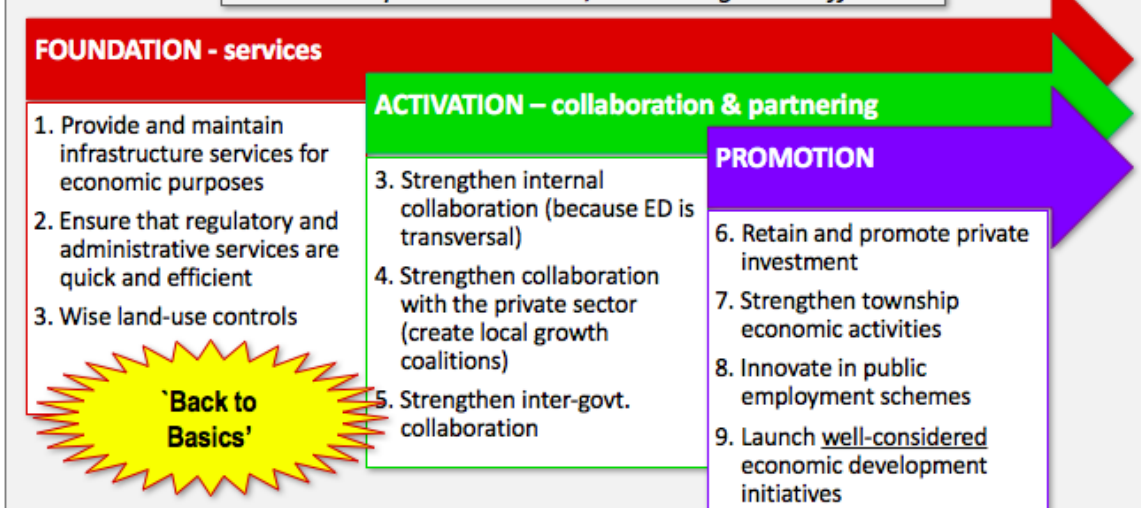 FOUNDATION - services
1. Provide and maintain
infrastructure services for
economic purposes
2. Ensure that regulatory and
administrative services are
quick and efficient
3. Wise land-use controls
`Back to
Basics’
ACTIVATION – collaboration & partnering
3. Strengthen internal
collaboration (because ED is
transversal)
4. Strengthen collaboration
with the private sector
(create local growth
coalitions)
5. Strengthen inter-govt.
collaboration
PROMOTION
6. Retain and promote private
investment
7. Strengthen township
economic activities
8. Innovate in public
employment schemes
9. Launch well-considered
economic development
initiatives